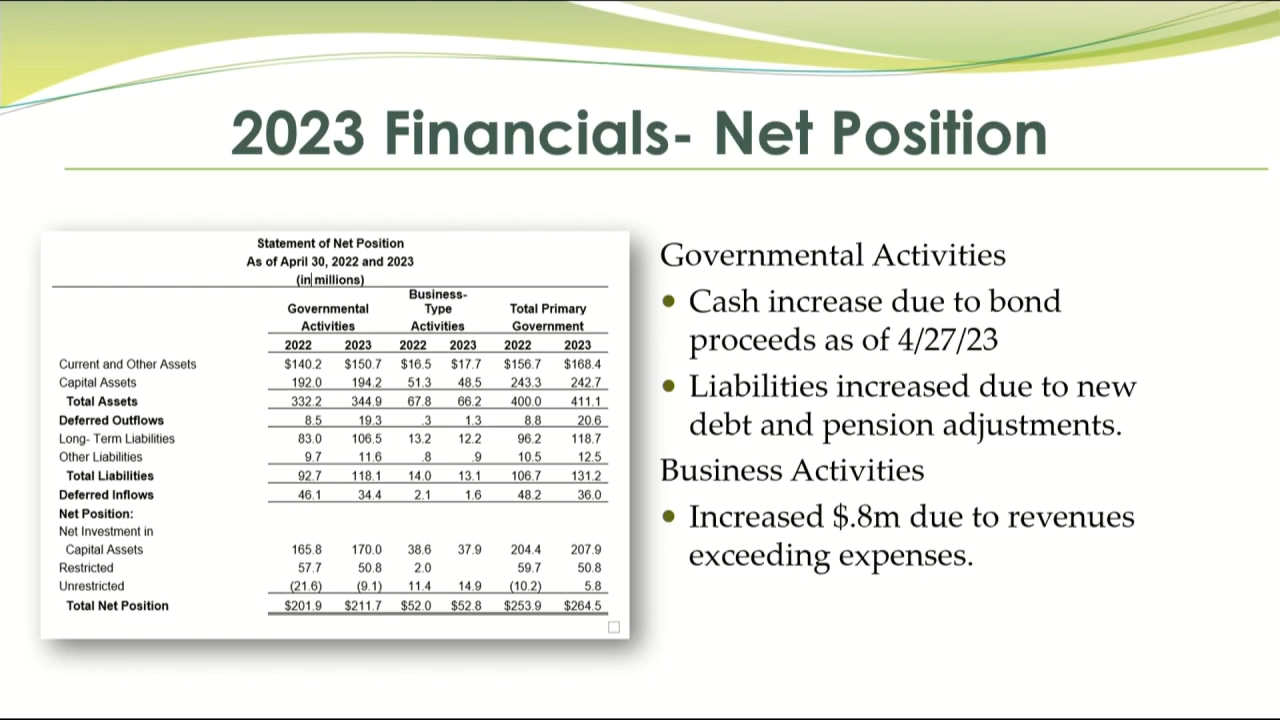 2023 Financials- Net Position
Statement of Net Position
As of April 30, 2022 and 2023
(in millions)
Governmental Activities Business-Type Activities Total Primary Government
2022 2023 2022 2023 2022 2023
Current and Other Assets $140.2 $150.7 $16.5 $17.7 $156.7 $168.4
Capital Assets 192.0 194.2 51.3 48.5 243.3 242.7
Total Assets 332.2 344.9 67.8 66.2 400.0 411.1
Deferred Outflows 8.5 19.3 .3 1.3 8.8 20.6
Long- Term Liabilities 83.0 106.5 13.2 12.2 96.2 118.7
Other Liabilities 9.7 11.6 .8 .9 10.5 12.5
Total Liabilities 92.7 118.1 14.0 13.1 106.7 131.2
Deferred Inflows 46.1 34.4 2.1 1.6 48.2 36.0
Net Position:
Net Investment in
Capital Assets 165.8 170.0 38.6 37.9 204.4 207.9
Restricted 57.7 50.8 2.0 59.7 50.8
Unrestricted (21.6) (9.1) 11.4 14.9 (10.2) 5.8
Total Net Position $201.9 $211.7 $52.0 $52.8 $253.9 $264.5
Governmental Activities
• Cash increase due to bond
proceeds as of 4/27/23
• Liabilities increased due to new
debt and pension adjustments.
Business Activities
• Increased $.8m due to revenues
exceeding expenses.